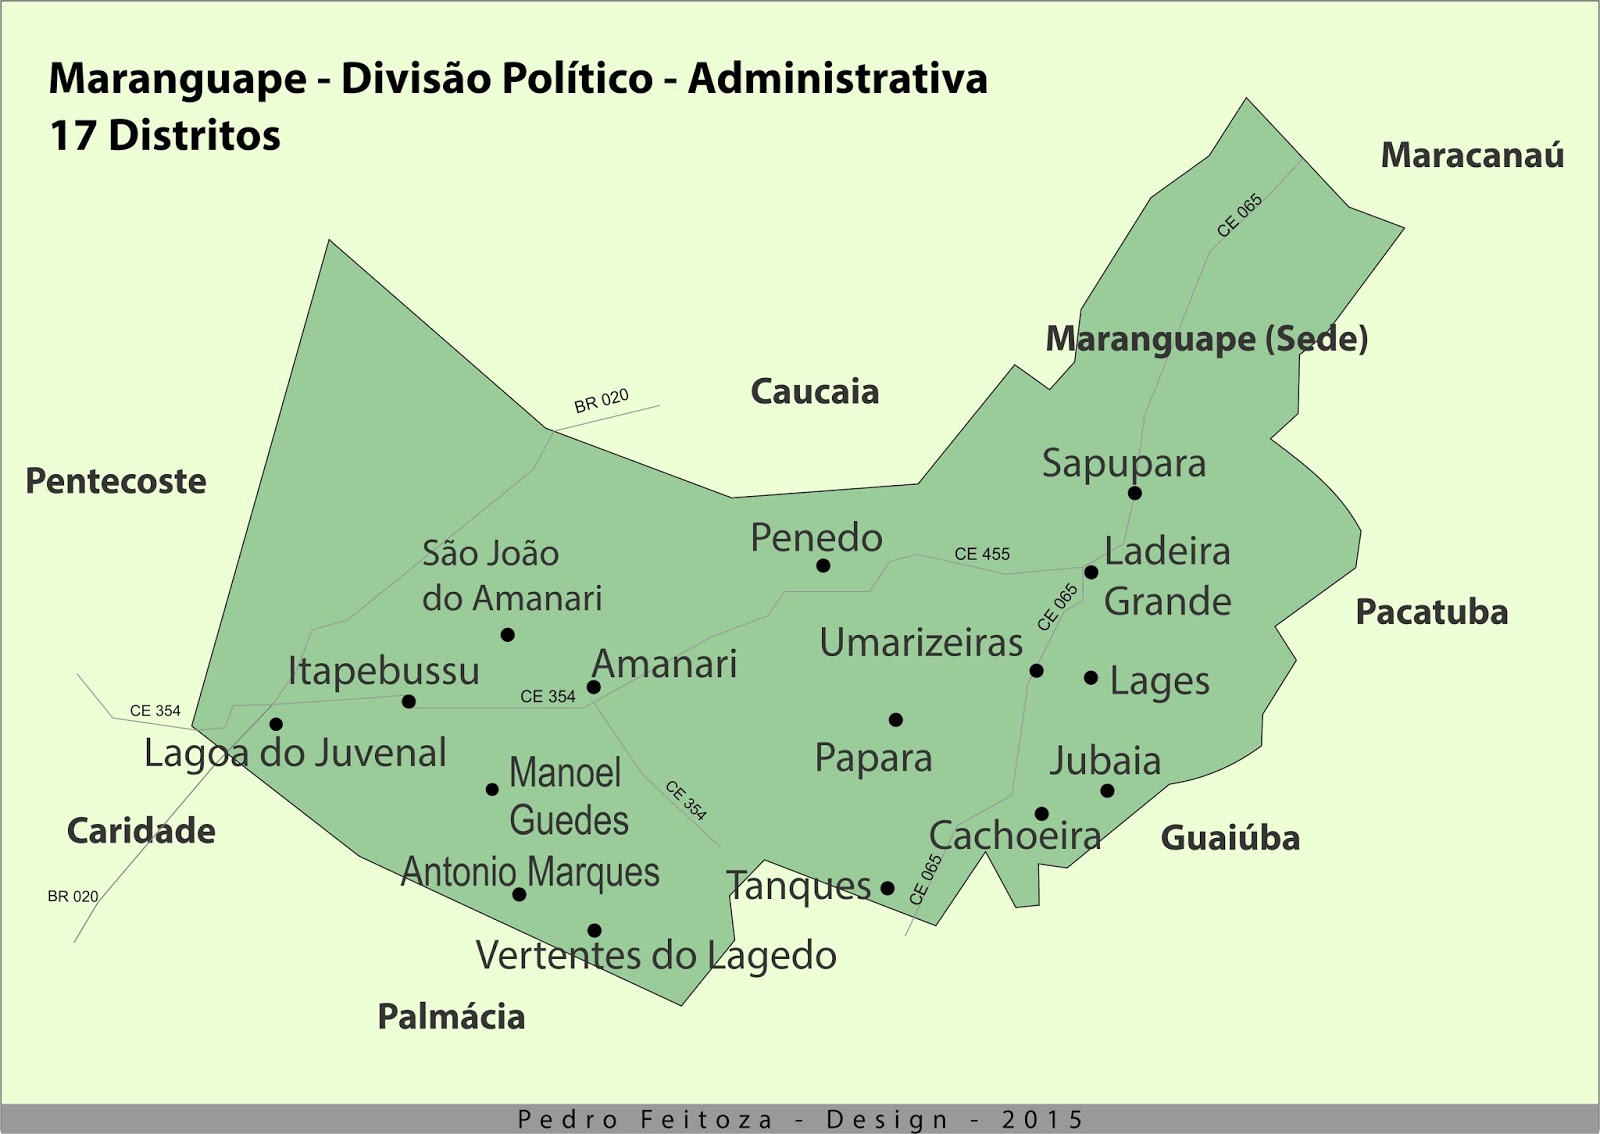 Maranguape - Divisão Político - Administrativa
17 Distritos
Maracanaú
CE 065
Maranguape (Sede)
Caucaia
BR 020
Pentecoste
Sapupara
Penedo
CE 455
Ladeira
Grande
São João
do Amanari
CE 065
Pacatuba
Umarizeiras
Itapebussu
Amanari
Lages
CE 354
CE 354
Lagoa do Juvenal
Papara
Jubaia
Manoel
Guedes
CE 354
Caridade
Cachoeira
Guaiúba
Antonio Marques
Tanques
CE 065
BR 020
Vertentes do Lagedo
Palmácia
Pedro Feitoza - Design - 2015